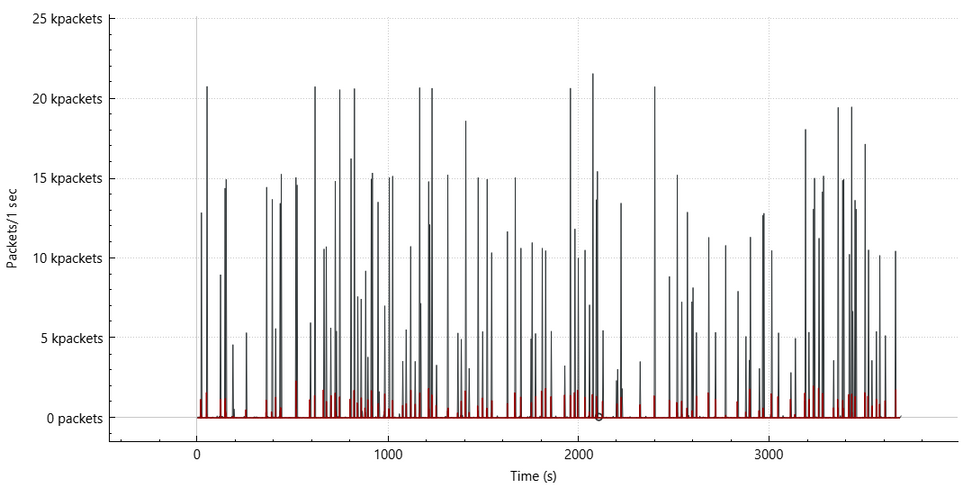 25 kpackets
20 kpackets
15 kpackets
10 kpackets
5 kpackets
0 kpackets
Packets/1 sec
0
1000
2000
3000
Time (s)